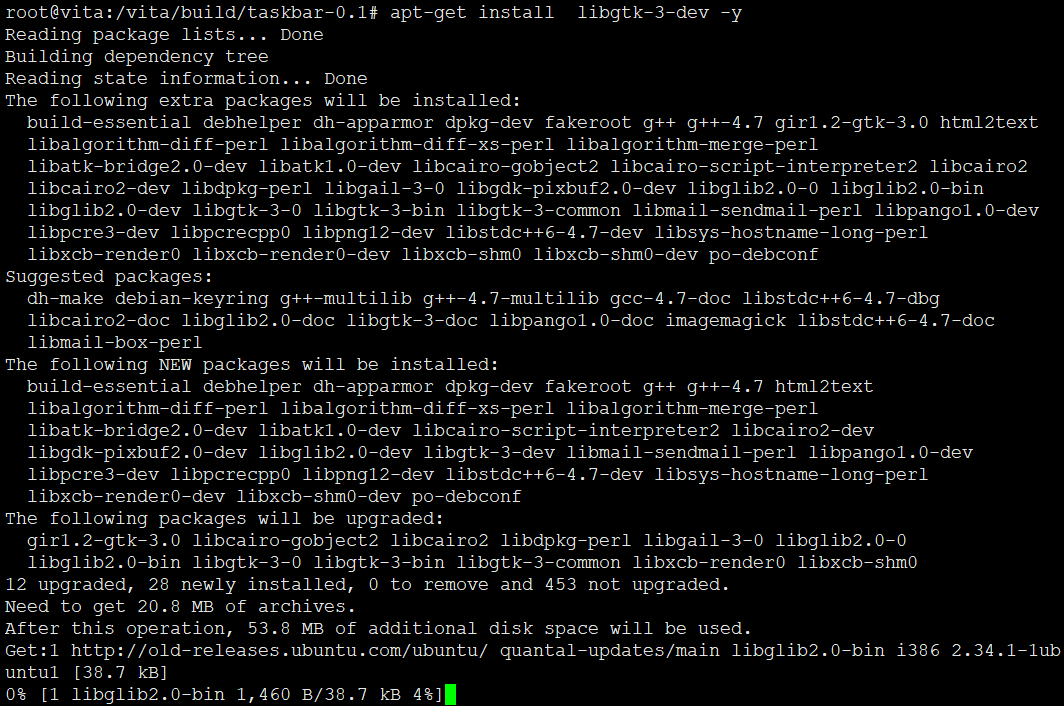 root@vita:/vita/build/taskbar-0.1# apt-get install  libgtk-3-dev -y
Reading package lists... Done
Building dependency tree
Reading state information... Done
The following extra packages will be installed:
  build-essential debhelper dh-apparmor dpkg-dev fakeroot g++ g++-4.7 gir1.2-gtk-3.0 html2text
  libalgorithm-diff-perl libalgorithm-diff-xs-perl libalgorithm-merge-perl
  libatk-bridge2.0-dev libatk1.0-dev libcairo-gobject2 libcairo-script-interpreter2 libcairo2
  libcairo2-dev libdpkg-perl libgail-3-0 libgdk-pixbuf2.0-dev libglib2.0-0 libglib2.0-bin
  libglib2.0-dev libgtk-3-0 libgtk-3-bin libgtk-3-common libmail-sendmail-perl libpango1.0-dev
  libpcre3-dev libpcrecpp0 libpng12-dev libstdc++6-4.7-dev libsys-hostname-long-perl
  libxcb-render0 libxcb-render0-dev libxcb-shm0 libxcb-shm0-dev po-debconf
Suggested packages:
  dh-make debian-keyring g++-multilib g++-4.7-multilib gcc-4.7-doc libstdc++6-4.7-dbg
  libcairo2-doc libglib2.0-doc libgtk-3-doc libpango1.0-doc imagemagick libstdc++6-4.7-doc
  libmail-box-perl
The following NEW packages will be installed:
  build-essential debhelper dh-apparmor dpkg-dev fakeroot g++ g++-4.7 html2text
  libalgorithm-diff-perl libalgorithm-diff-xs-perl libalgorithm-merge-perl
  libatk-bridge2.0-dev libatk1.0-dev libcairo-script-interpreter2 libcairo2-dev
  libgdk-pixbuf2.0-dev libglib2.0-dev libgtk-3-dev libmail-sendmail-perl libpango1.0-dev
  libpcre3-dev libpcrecpp0 libpng12-dev libstdc++6-4.7-dev libsys-hostname-long-perl
  libxcb-render0-dev libxcb-shm0-dev po-debconf
The following packages will be upgraded:
  gir1.2-gtk-3.0 libcairo-gobject2 libcairo2 libdpkg-perl libgail-3-0 libglib2.0-0
  libglib2.0-bin libgtk-3-0 libgtk-3-bin libgtk-3-common libxcb-render0 libxcb-shm0
12 upgraded, 28 newly installed, 0 to remove and 453 not upgraded.
Need to get 20.8 MB of archives.
After this operation, 53.8 MB of additional disk space will be used.
Get:1 http://old-releases.ubuntu.com/ubuntu/ quantal-updates/main libglib2.0-bin i386 2.34.1-1ub
untu1 [38.7 kB]
0% [1 libglib2.0-bin 1,460 B/38.7 kB 4%]